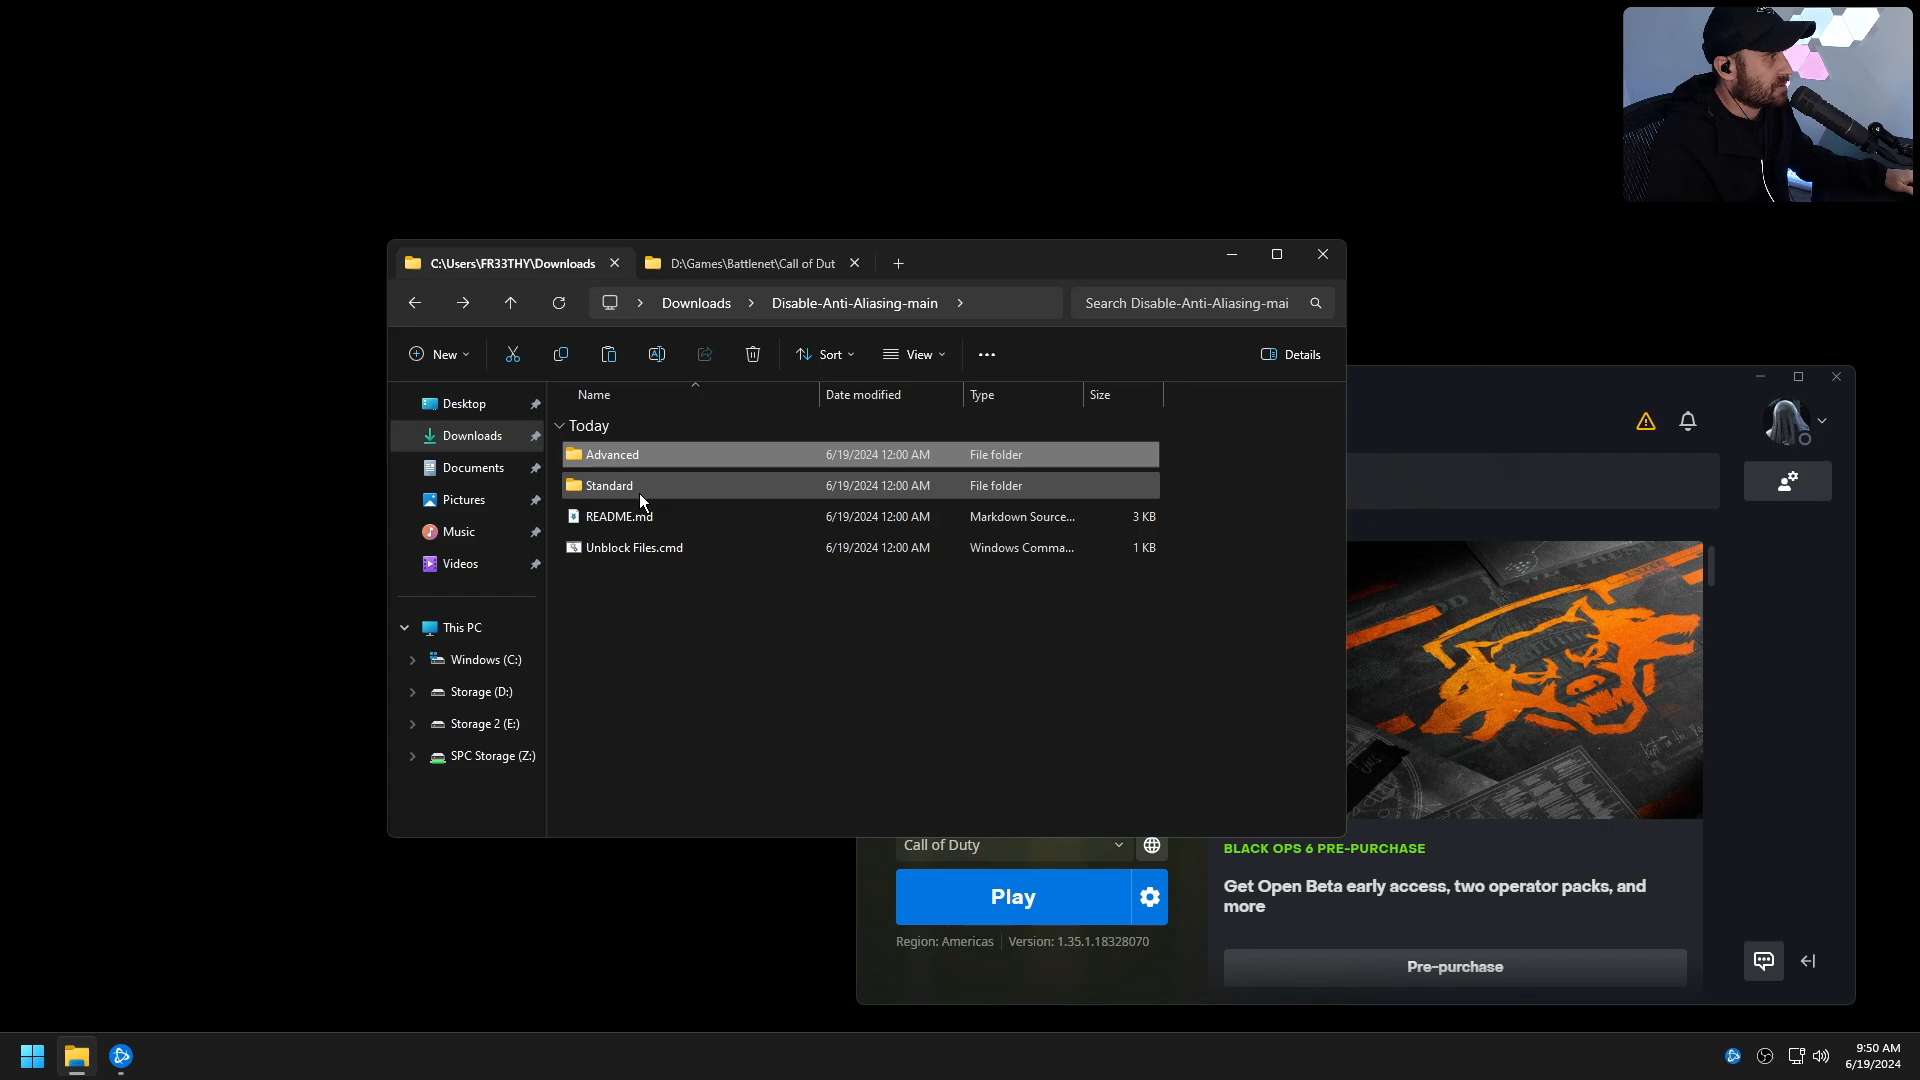 C:\Users\FR33THY\Downloads
D:\Games\Battlenet\Call of Dut
Downloads
Disable-Anti-Aliasing-main
Search Disable-Anti-Aliasing-mai
New
Sort
View
Details
Name
Date modified
Type
Size
Today
Advanced 6/19/2024 12:00 AM File folder
Standard 6/19/2024 12:00 AM File folder
README.md 6/19/2024 12:00 AM Markdown Source... 3 KB
Unblock Files.cmd 6/19/2024 12:00 AM Windows Comma... 1 KB
Desktop
Downloads
Documents
Pictures
Music
Videos
This PC
Windows (C:)
Storage (D:)
Storage 2 (E:)
SPC Storage (Z:)
Call of Duty
Play
Region: Americas
Version: 1.35.1.18328070
BLACK OPS 6 PRE-PURCHASE
Get Open Beta early access, two operator packs, and
more
Pre-purchase
9:50 AM
6/19/2024